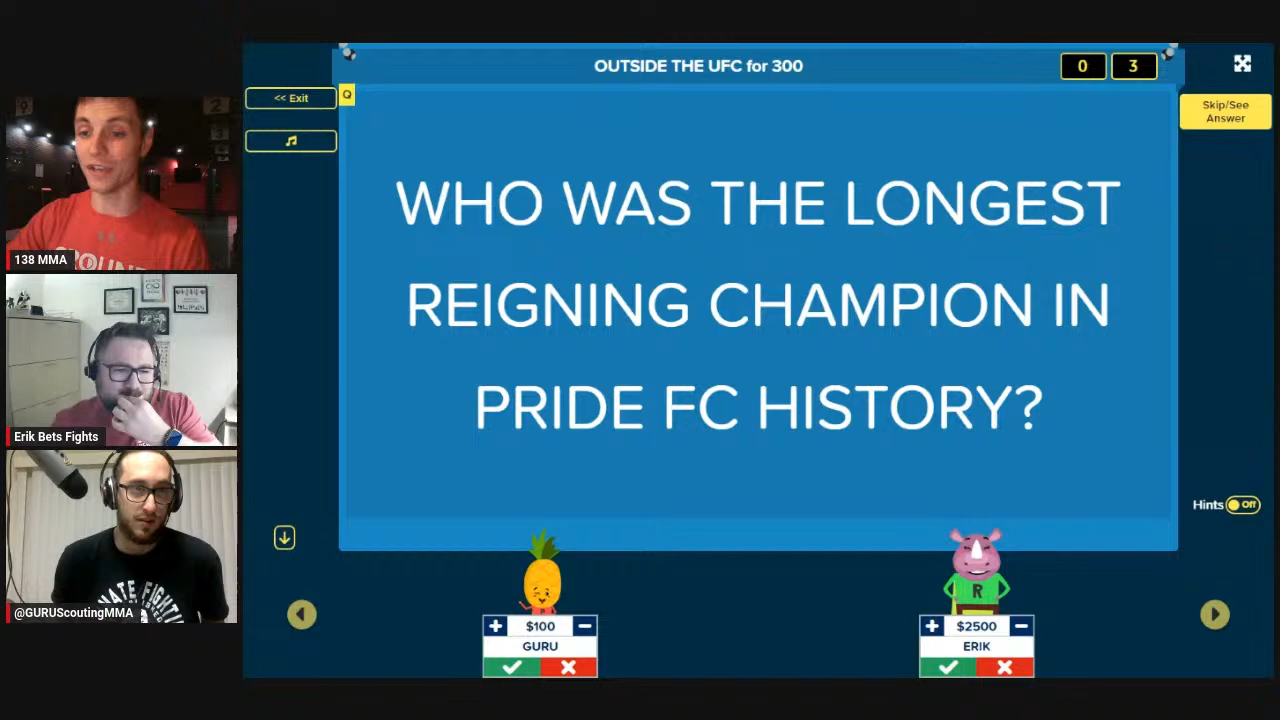 OUTSIDE THE UFC for 300
0 3
<< Exit
Q
Skip/See
Answer
WHO WAS THE LONGEST
REIGNING CHAMPION IN
PRIDE FC HISTORY?
138 MMA
Erik Bets Fights
@GURUScoutingMMA
Hints Off
R
+ $100 −
GURU
+ $2500 −
ERIK